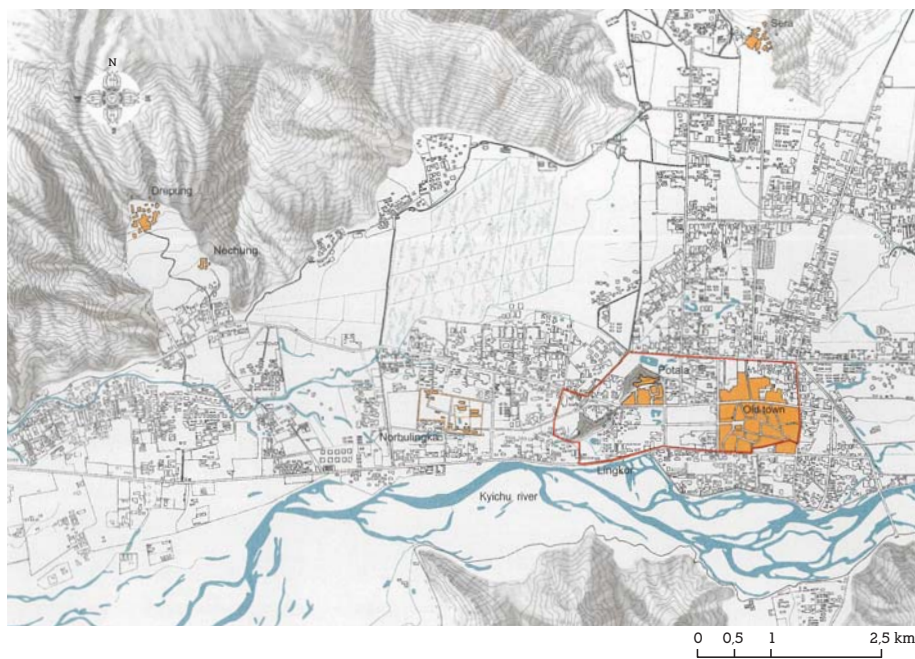 Sera
N
Drepung
Nechung
Potala
Old town
Norbulingka
Lingkor
Kyichu river
0 0,5 1 2,5 km